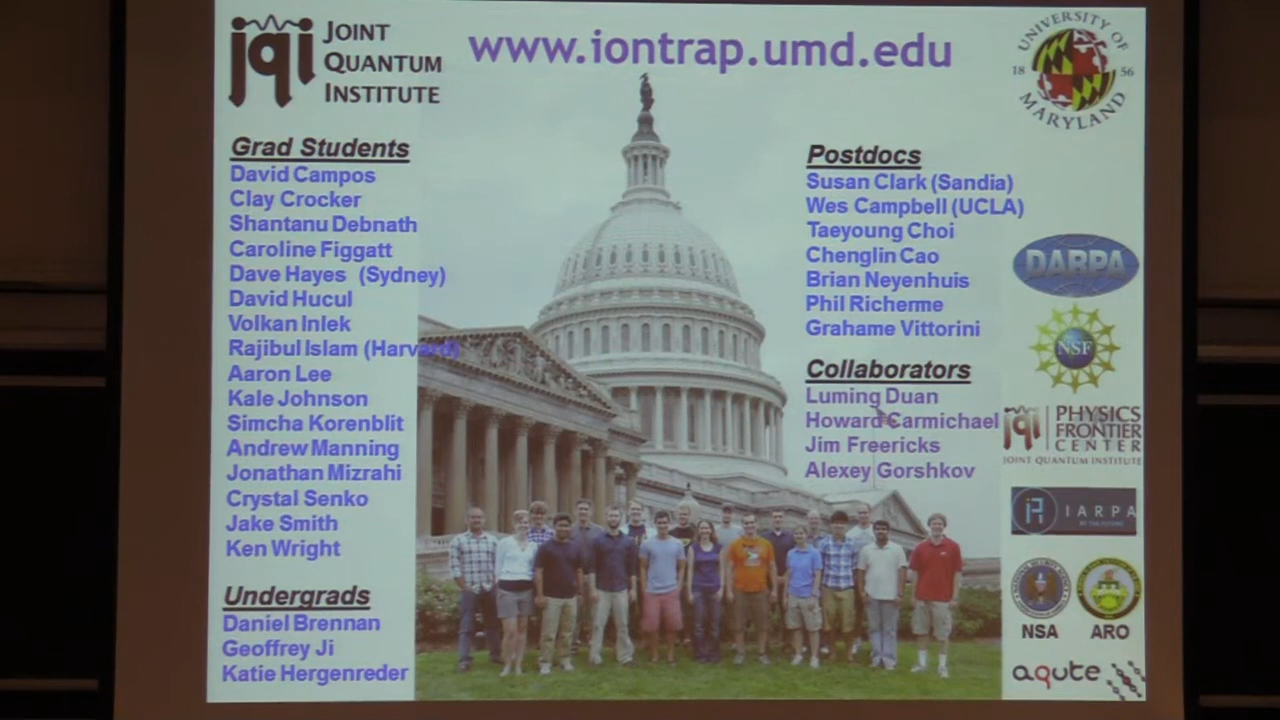 JOINT
QUANTUM
INSTITUTE
jqi
www.iontrap.umd.edu
UNIVERSITY OF
18 56
MARYLAND
Grad Students
David Campos
Clay Crocker
Shantanu Debnath
Caroline Figgatt
Dave Hayes (Sydney)
David Hucul
Volkan Inlek
Rajibul Islam (Harvard)
Aaron Lee
Kale Johnson
Simcha Korenblit
Andrew Manning
Jonathan Mizrahi
Crystal Senko
Jake Smith
Ken Wright
Undergrads
Daniel Brennan
Geoffrey Ji
Katie Hergenreder
Postdocs
Susan Clark (Sandia)
Wes Campbell (UCLA)
Taeyoung Choi
Chenglin Cao
Brian Neyenhuis
Phil Richerme
Grahame Vittorini
Collaborators
Luming Duan
Howard Carmichael
Jim Freericks
Alexey Gorshkov
DARPA
NSF
jqi
PHYSICS
FRONTIER
CENTER
JOINT QUANTUM INSTITUTE
IARPA
NSA ARO
aqute